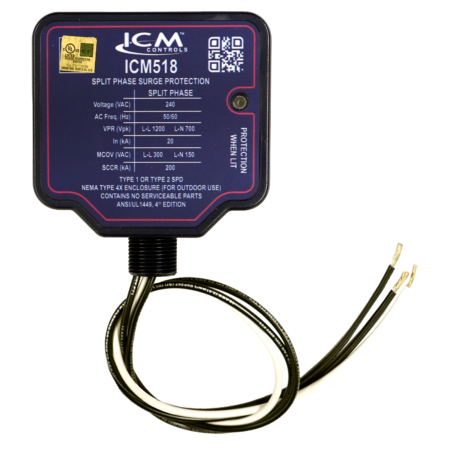 ICM
CONTROLS
ICM518
SPLIT PHASE SURGE PROTECTION
SPLIT PHASE
Voltage (VAC) 240
AC Freq. (Hz) 50/60
VPR (Vpk) L-L 1200 L-N 700
In (kA) 20
MCOV (VAC) L-L 300 L-N 150
SCCR (kA) 200
TYPE 1 OR TYPE 2 SPD
NEMA TYPE 4X ENCLOSURE (FOR OUTDOOR USE)
CONTAINS NO SERVICEABLE PARTS
ANSI/UL1449, 4th EDITION
PROTECTION
WHEN LIT